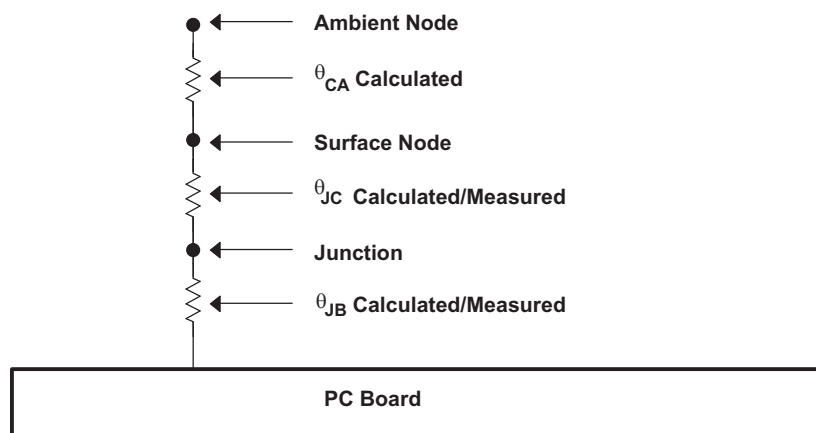 Ambient Node
θCA Calculated
Surface Node
θJC Calculated/Measured
Junction
θJB Calculated/Measured
PC Board